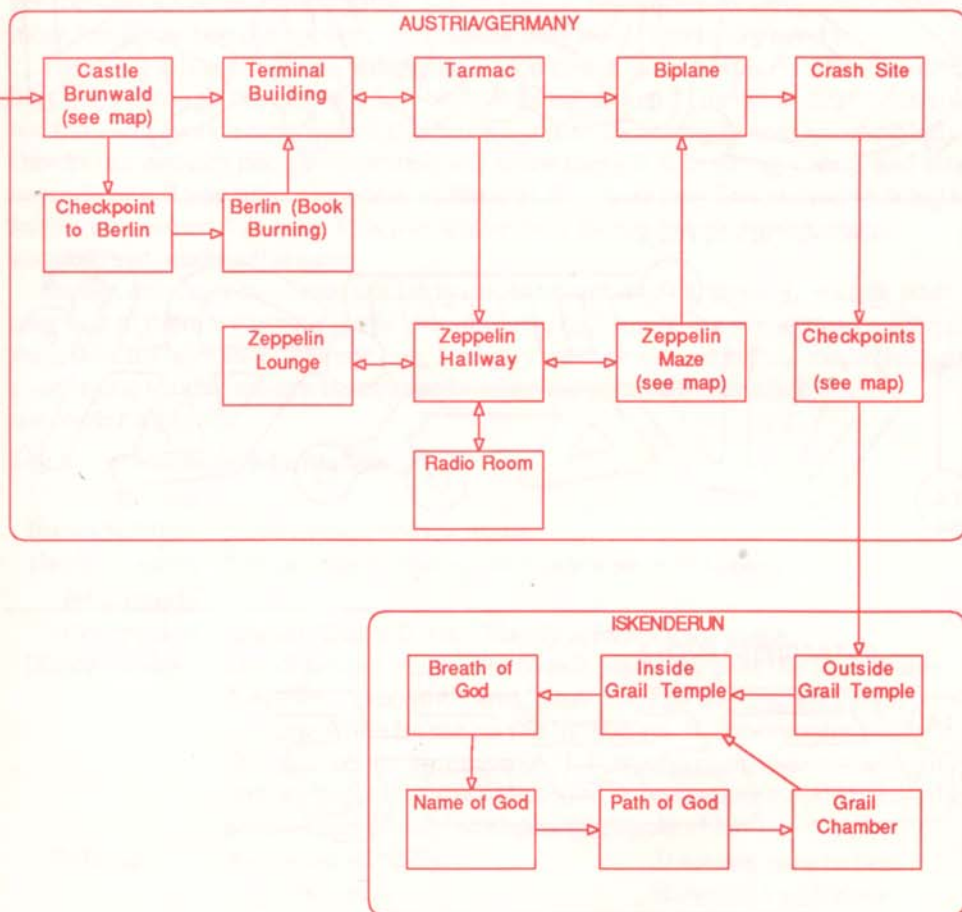 AUSTRIA/GERMANY
Castle
Brunwald
(see map)
Terminal
Building
Tarmac
Biplane
Crash Site
Checkpoint
to Berlin
Berlin (Book
Burning)
Zeppelin
Lounge
Zeppelin
Hallway
Zeppelin
Maze
(see map)
Checkpoints
(see map)
Radio Room
ISKENDERUN
Breath of
God
Inside
Grail Temple
Outside
Grail Temple
Name of God
Path of God
Grail
Chamber